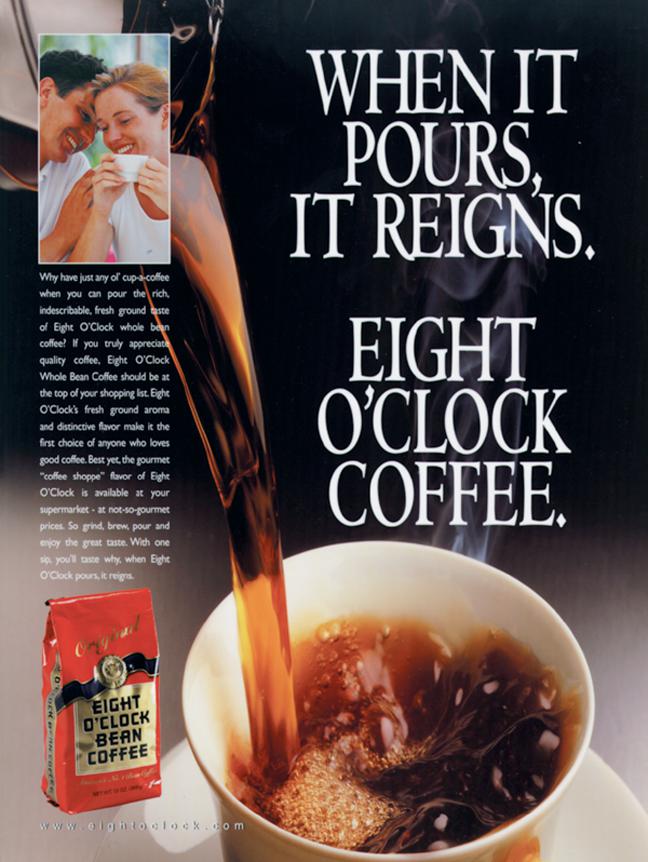 WHEN IT
POURS,
IT REIGNS.
EIGHT
O'CLOCK
COFFEE.
Why have just any ol' cup-a-coffee
when you can pour the rich,
indescribable, fresh ground taste
of Eight O'Clock whole bean
coffee? If you truly appreciate
quality coffee, Eight O'Clock
Whole Bean Coffee should be at
the top of your shopping list. Eight
O'Clock's fresh ground aroma
and distinctive flavor make it the
first choice of anyone who loves
good coffee. Best yet, the gourmet
"coffee shoppe" flavor of Eight
O'Clock is available at your
supermarket - at not-so-gourmet
prices. So grind, brew, pour and
enjoy the great taste. With one
sip, you'll taste why, when Eight
O'Clock pours, it reigns.
Original
EIGHT
O'CLOCK
BEAN
COFFEE
www.eightoclock.com